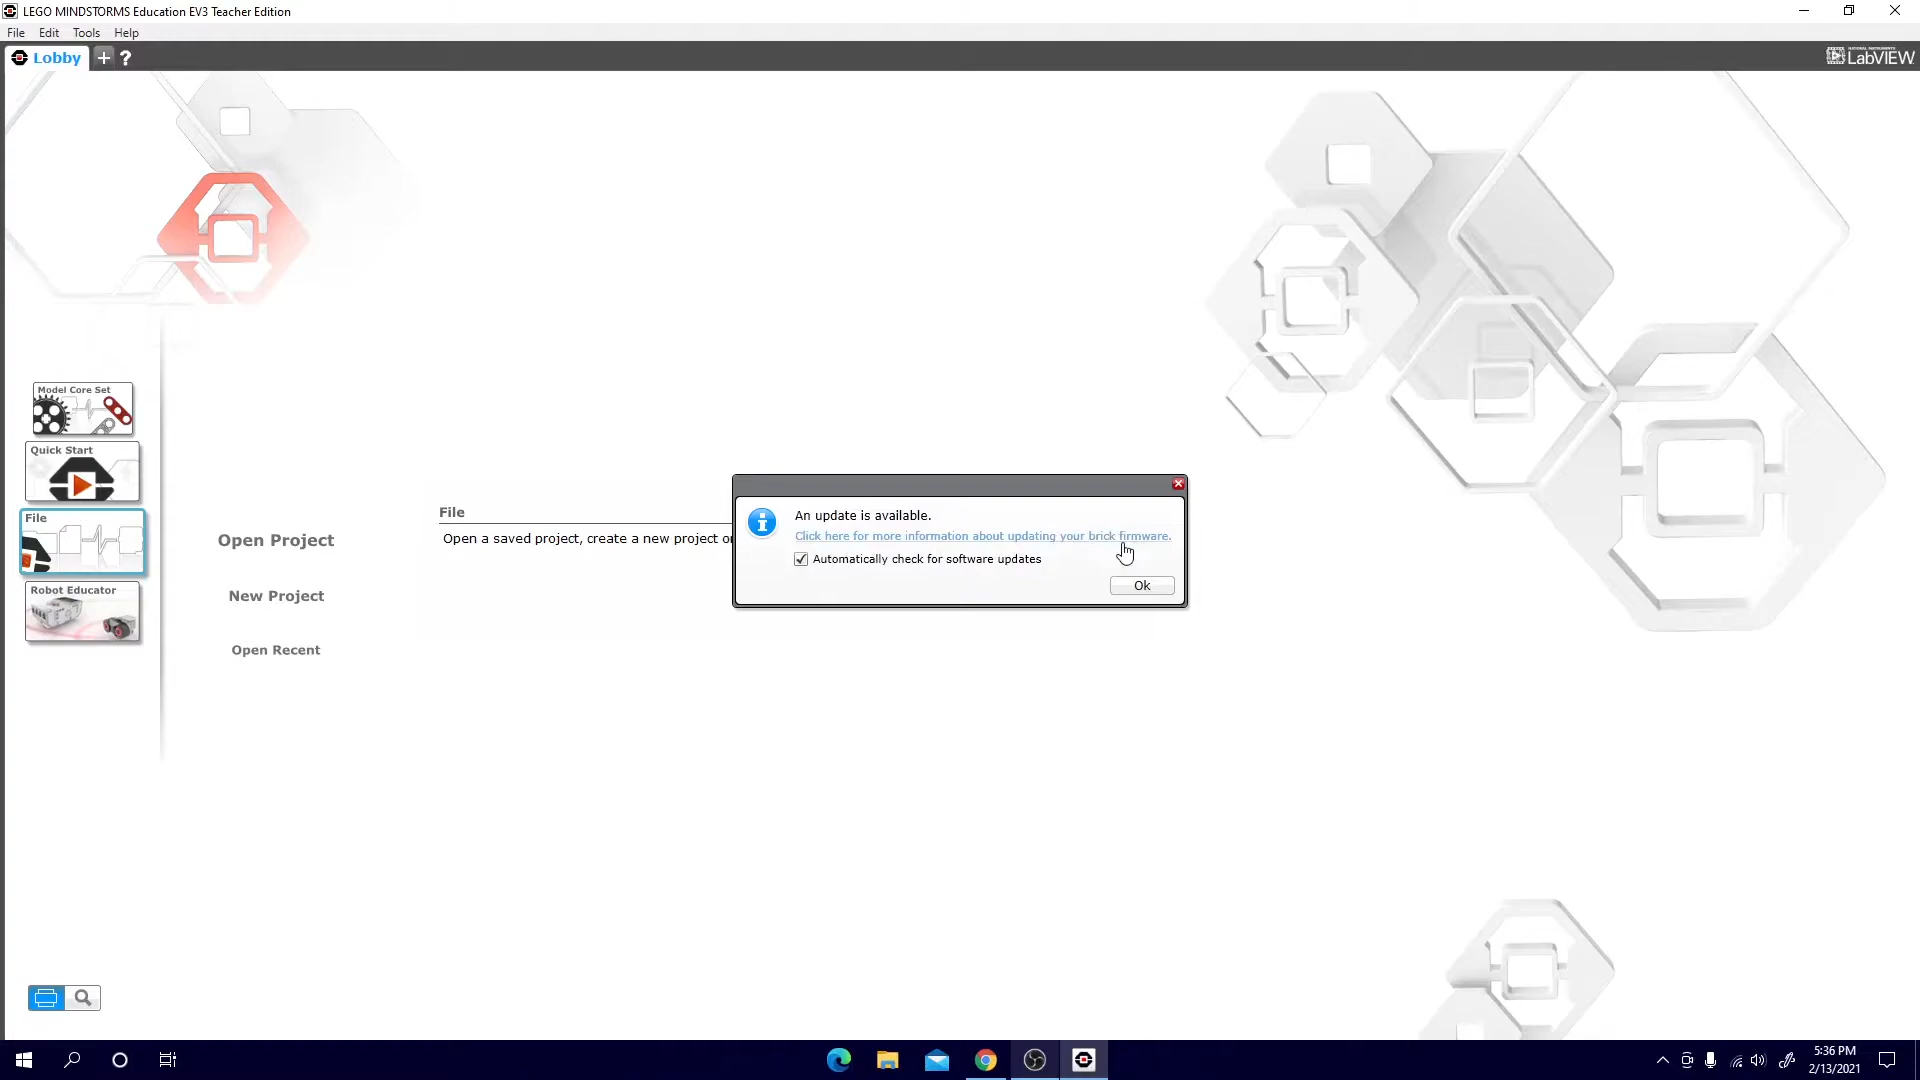 LEGO MINDSTORMS Education EV3 Teacher Edition
File Edit Tools Help
Lobby + ?
NATIONAL INSTRUMENTS
LabVIEW
Model Core Set
Quick Start
File
Robot Educator
Open Project
New Project
Open Recent
File
Open a saved project, create a new project or
An update is available.
Click here for more information about updating your brick firmware.
Automatically check for software updates
Ok
5:36 PM
2/13/2021